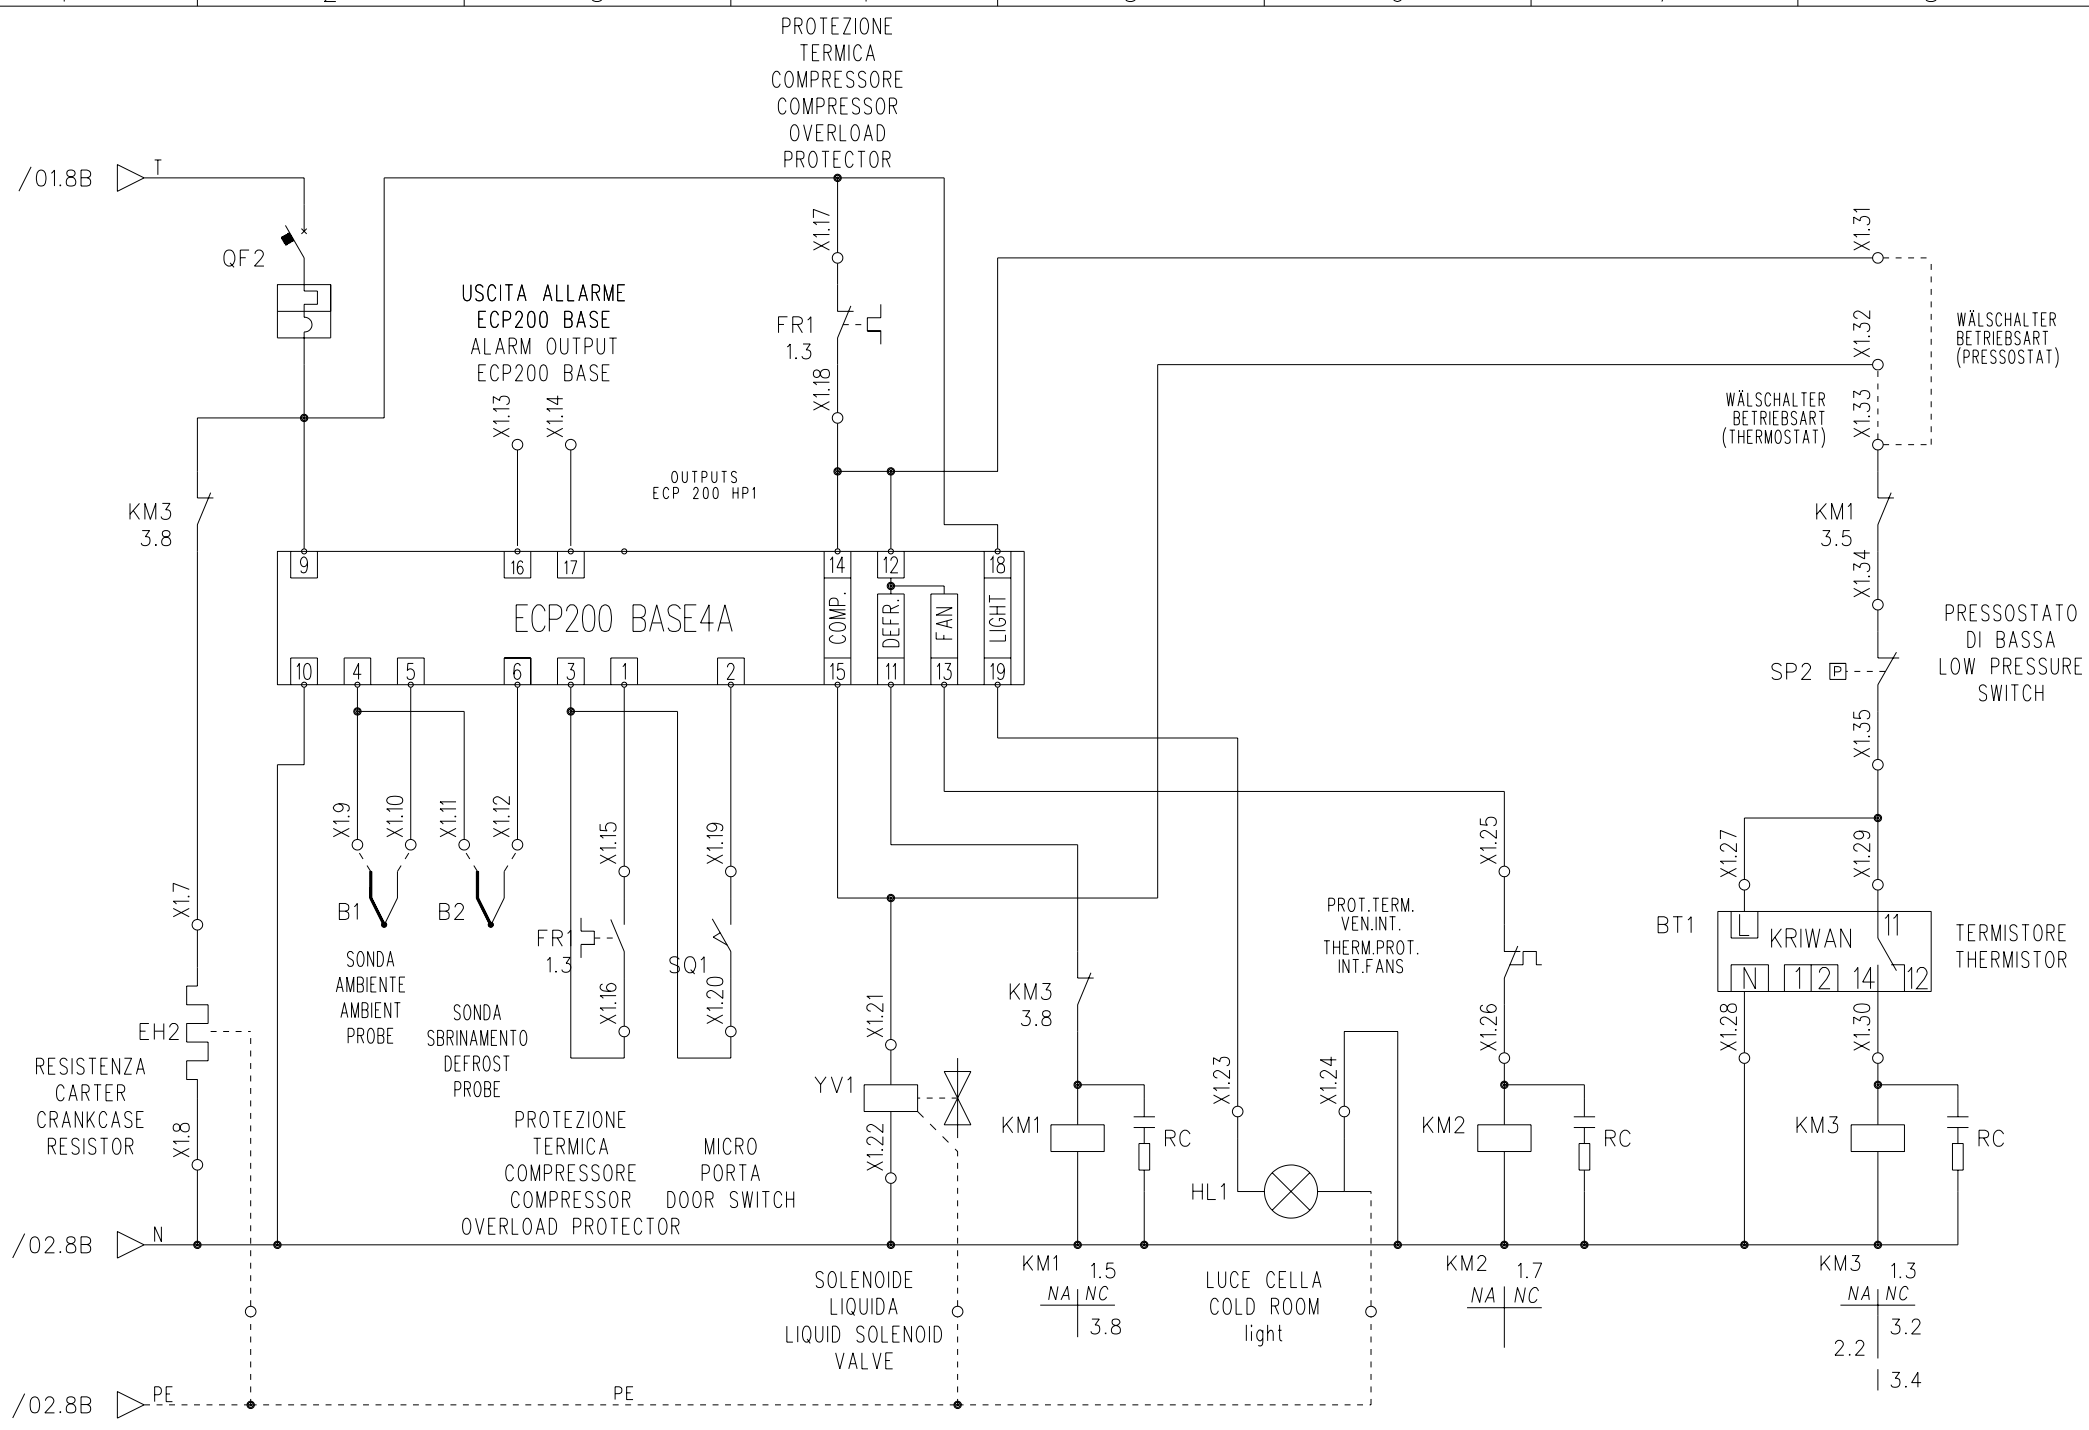 PROTEZIONE
TERMICA
COMPRESSORE
COMPRESSOR
OVERLOAD
PROTECTOR
/01.8B
T
QF2
X1.17
FR1
1.3
X1.18
X1.31
X1.32
X1.33
WÄLSCHALTER
BETRIEBSART
(PRESSOSTAT)
WÄLSCHALTER
BETRIEBSART
(THERMOSTAT)
USCITA ALLARME
ECP200 BASE
ALARM OUTPUT
ECP200 BASE
X1.13
X1.14
OUTPUTS
ECP 200 HP1
KM3
3.8
KM1
3.5
X1.34
9
16
17
14
12
18
ECP200 BASE4A
COMP.
DEFR.
FAN
LIGHT
10
4
5
6
3
1
2
15
11
13
19
SP2
P
PRESSOSTATO
DI BASSA
LOW PRESSURE
SWITCH
X1.35
X1.9
X1.10
X1.11
X1.12
X1.15
X1.19
X1.25
X1.27
X1.29
X1.7
B1
B2
FR1
1.3
SQ1
PROT.TERM.
VEN.INT.
THERM.PROT.
INT.FANS
BT1
L
KRIWAN
11
N
1
2
14
12
TERMISTORE
THERMISTOR
SONDA
AMBIENTE
AMBIENT
PROBE
SONDA
SBRINAMENTO
DEFROST
PROBE
X1.16
X1.20
X1.21
KM3
3.8
X1.26
X1.28
X1.30
EH2
RESISTENZA
CARTER
CRANKCASE
RESISTOR
X1.8
YV1
X1.22
KM1
RC
X1.23
X1.24
HL1
KM2
RC
KM3
RC
PROTEZIONE
TERMICA
COMPRESSORE
COMPRESSOR
OVERLOAD PROTECTOR
MICRO
PORTA
DOOR SWITCH
/02.8B
N
SOLENOIDE
LIQUIDA
LIQUID SOLENOID
VALVE
KM1
1.5
NA NC
3.8
LUCE CELLA
COLD ROOM
light
KM2
1.7
NA NC
KM3
1.3
NA NC
3.2
2.2
3.4
/02.8B
PE
PE